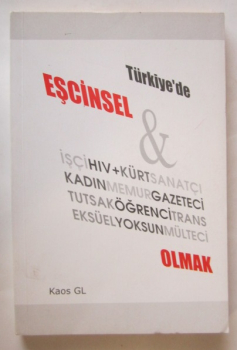 Türkiye'de
EŞCİNSEL
&
İŞÇİHIV+KÜRTSANATÇI
KADINMEMURGAZETECİ
TUTSAKÖĞRENCİTRANS
EKSÜELYOKSUNMÜLTECİ
OLMAK
Kaos GL